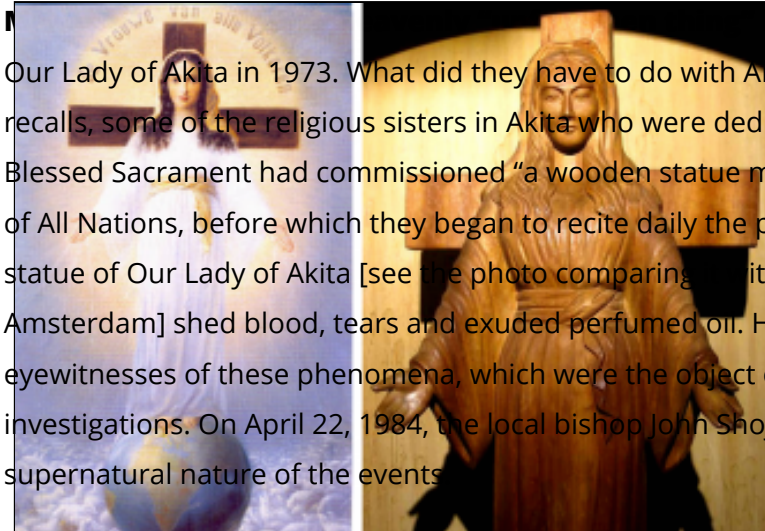 Vrouwe van alle Volk
Our Lady of Akita in 1973. What did they have to do with
recalls, some of the religious sisters in Akita who were ded
Blessed Sacrament had commissioned “a wooden statue
of All Nations, before which they began to recite daily the
statue of Our Lady of Akita [see the photo comparing
Amsterdam] shed blood, tears and exuded perfumed oil.
eyewitnesses of these phenomena, which were the object
investigations. On April 22, 1984, the local bishop John Sho
supernatural nature of the events